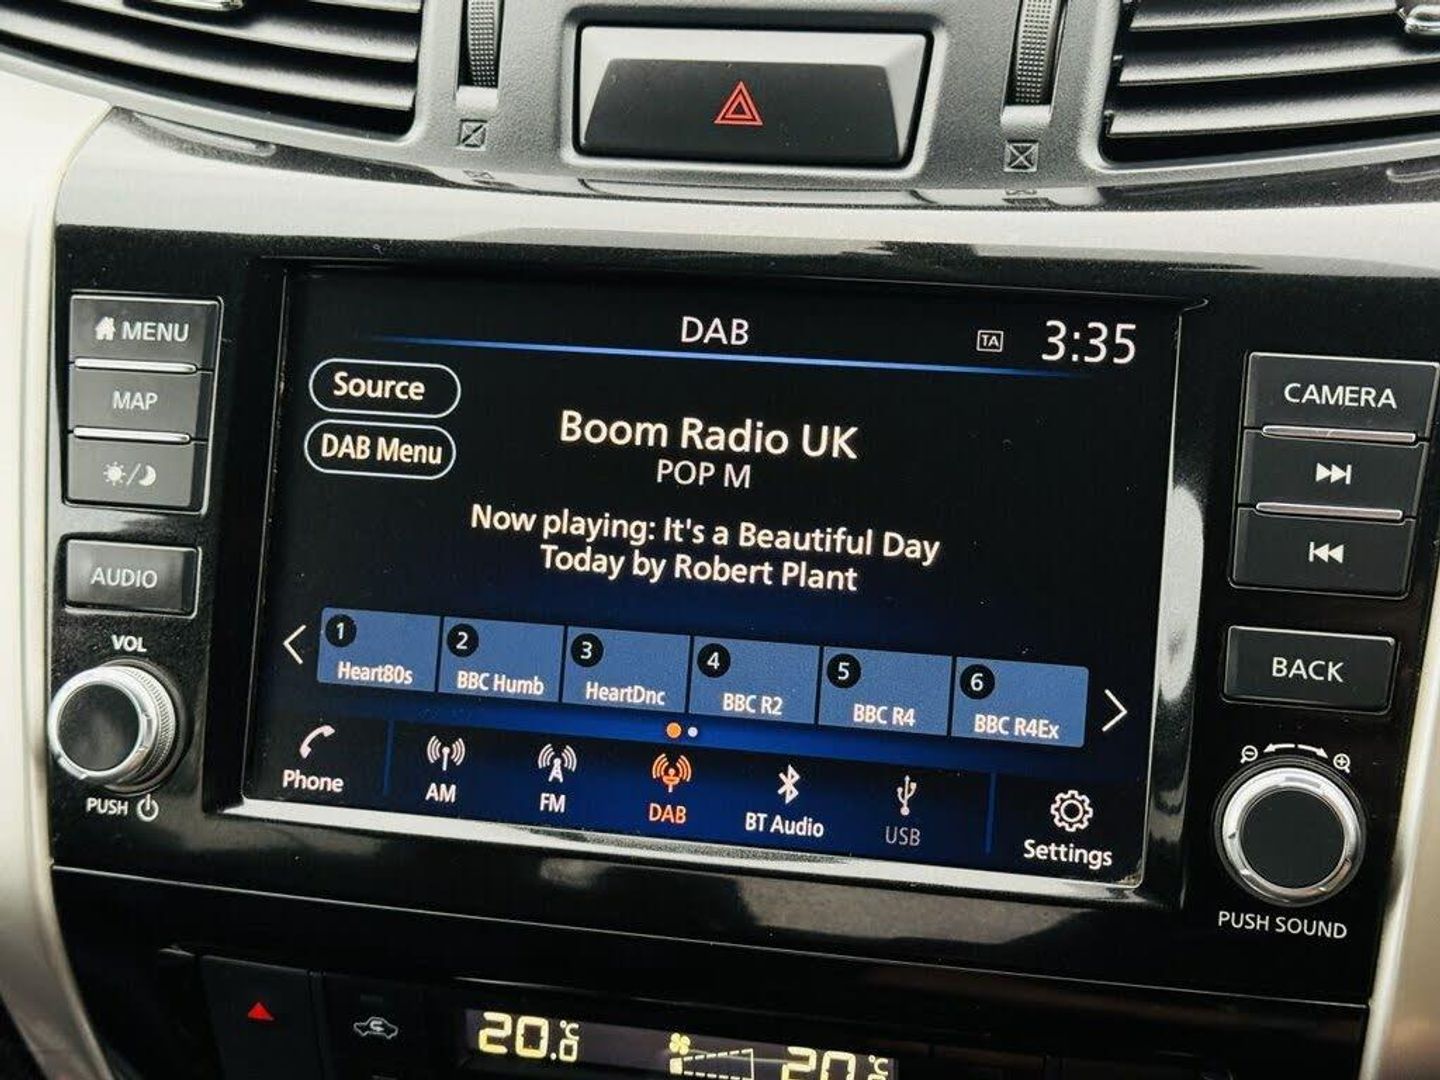 DAB
TA
3:35
MENU
MAP
AUDIO
VOL
PUSH
Source
DAB Menu
Boom Radio UK
POP M
Now playing: It's a Beautiful Day
Today by Robert Plant
1
Heart80s
2
BBC Humb
3
HeartDnc
4
BBC R2
5
BBC R4
6
BBC R4Ex
Phone
AM
FM
DAB
BT Audio
USB
Settings
CAMERA
BACK
PUSH SOUND
20.0°C
20
°C